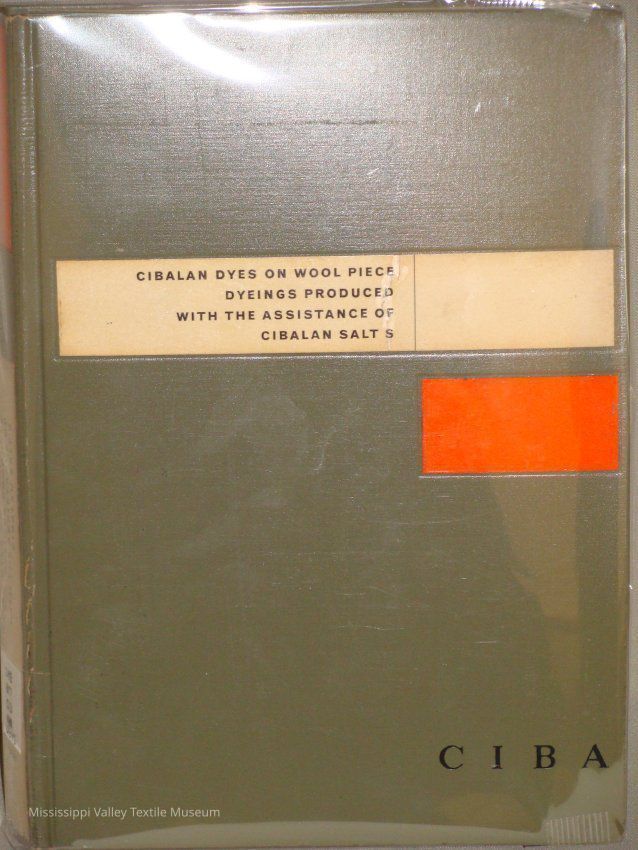 CIBALAN DYES ON WOOL PIECE
DYEINGS PRODUCED
WITH THE ASSISTANCE OF
CIBALAN SALT S
CIBA
Mississippi Valley Textile Museum